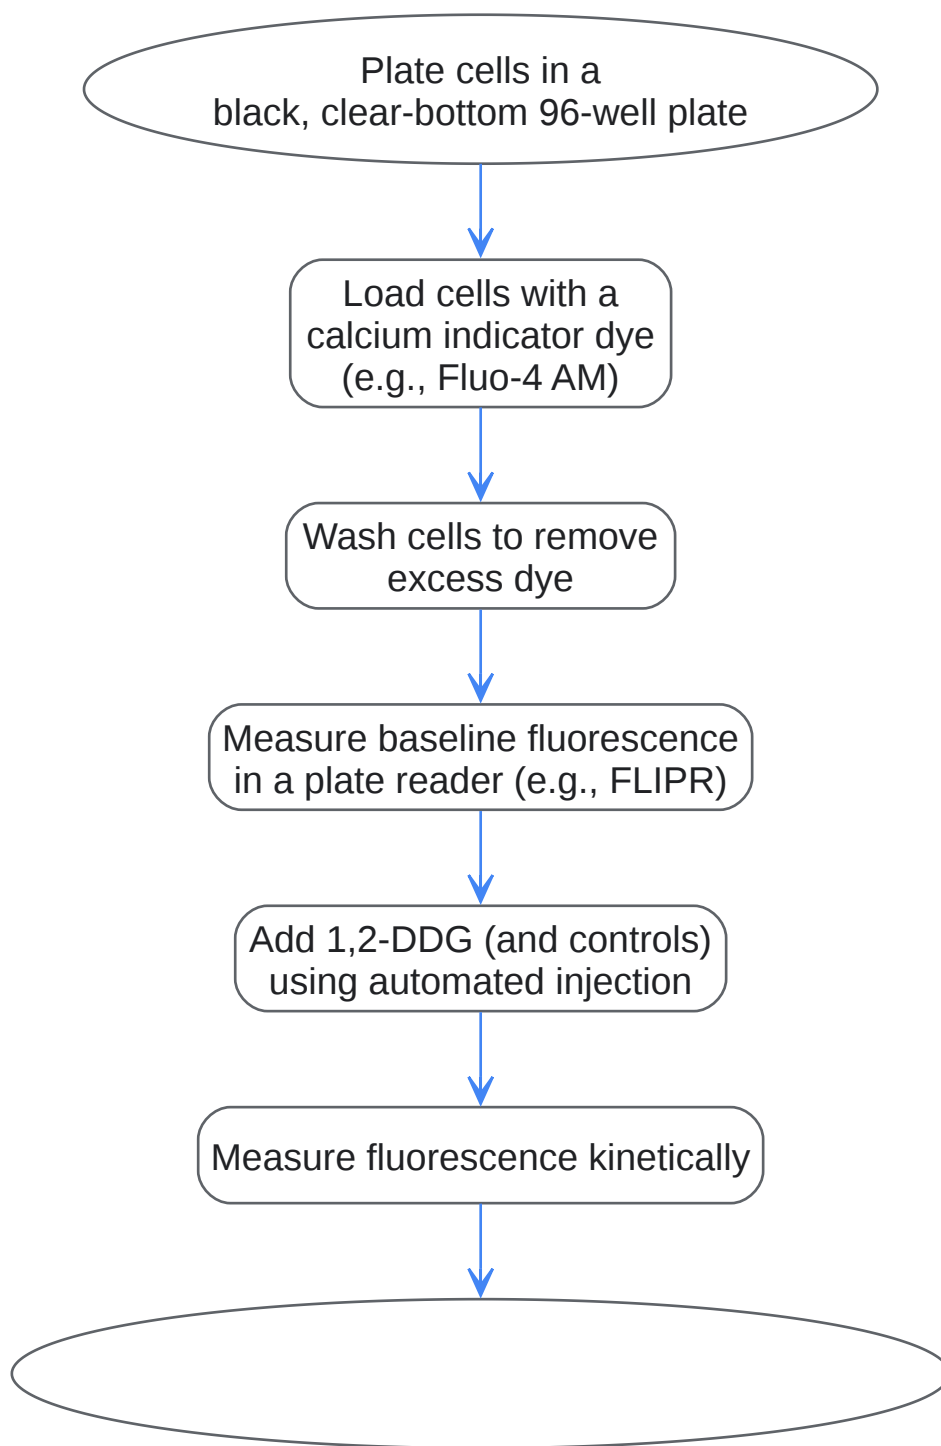 Plate cells in a
black, clear-bottom 96-well plate
Load cells with a
calcium indicator dye
(e.g., Fluo-4 AM)
Wash cells to remove
excess dye
Measure baseline fluorescence
in a plate reader (e.g., FLIPR)
Add 1,2-DDG (and controls)
using automated injection
Measure fluorescence kinetically